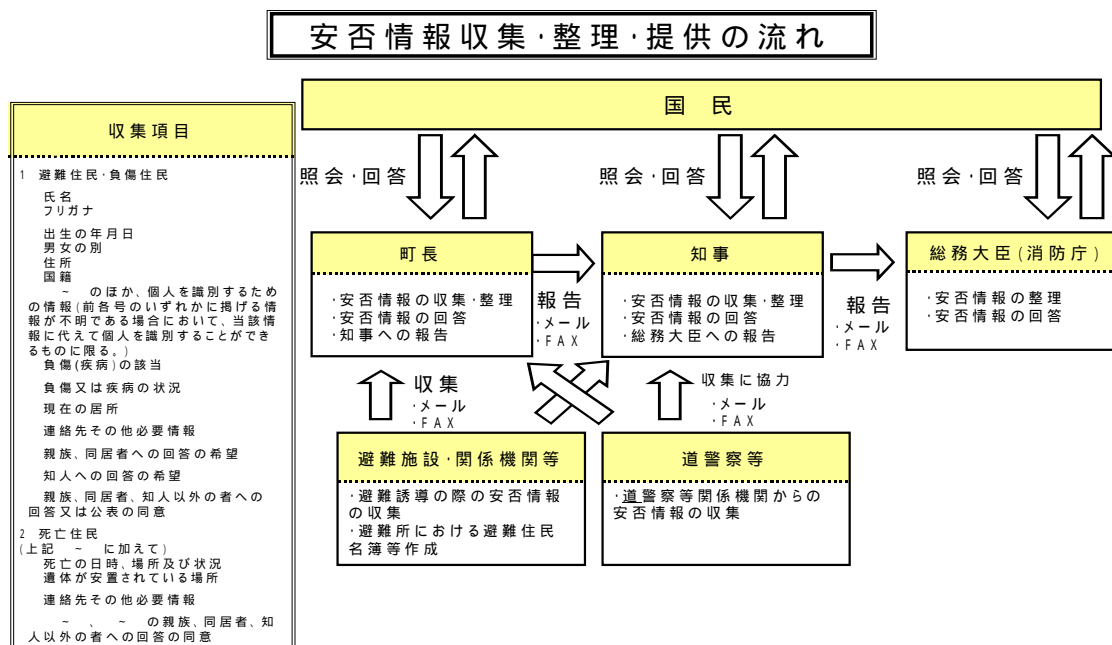 安否情報収集・整理・提供の流れ
国民
収集項目
1 避難住民・負傷住民
氏名
フリガナ
出生の年月日
男女の別
住所
国籍
~ のほか、個人を識別するため
の情報(前各号のいずれかに掲げる情
報が不明である場合において、当該情
報に代えて個人を識別することができ
るものに限る。)
負傷(疾病)の該当
負傷又は疾病の状況
現在の居所
連絡先その他必要情報
親族、同居者への回答の希望
知人への回答の希望
親族、同居者、知人以外の者への
回答又は公表の同意
2 死亡住民
(上記 ~ に加えて)
死亡の日時、場所及び状況
遺体が安置されている場所
連絡先その他必要情報
~ 、 ~ の親族、同居者、知
人以外の者への回答の同意
照会・回答
照会・回答
照会・回答
町長
・安否情報の収集・整理
・安否情報の回答
・知事への報告
報告
・メール
・FAX
知事
・安否情報の収集・整理
・安否情報の回答
・総務大臣への報告
報告
・メール
・FAX
総務大臣(消防庁)
・安否情報の整理
・安否情報の回答
収集
・メール
・FAX
収集に協力
・メール
・FAX
避難施設・関係機関等
・避難誘導の際の安否情報
の収集
・避難所における避難住民
名簿等作成
道警察等
・道警察等関係機関からの
安否情報の収集